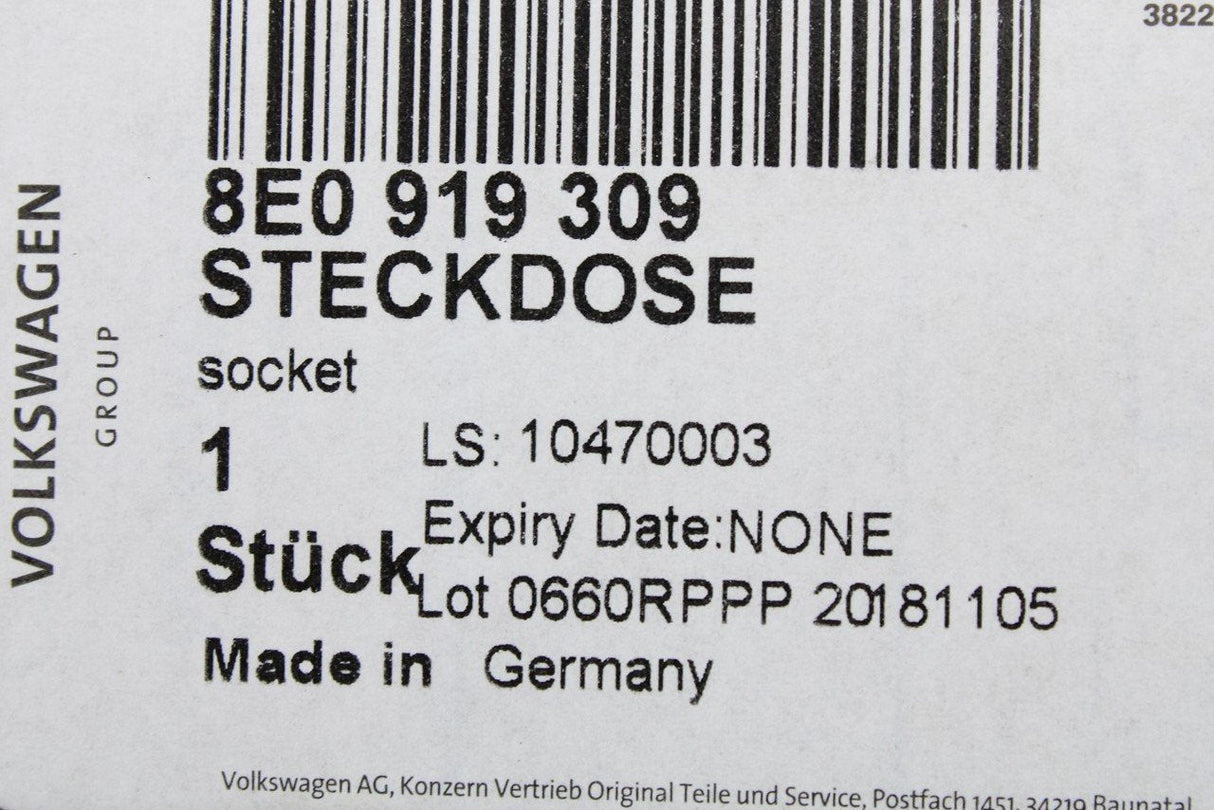 3822
8E0 919 309
STECKDOSE
socket
1
LS: 10470003
Expiry Date:NONE
Stück
Lot 0660RPPP 20181105
Made in Germany
VOLKSWAGEN
GROUP
Volkswagen AG, Konzern Vertrieb Original Teile und Service, Postfach 1451, 34219 Baunatal